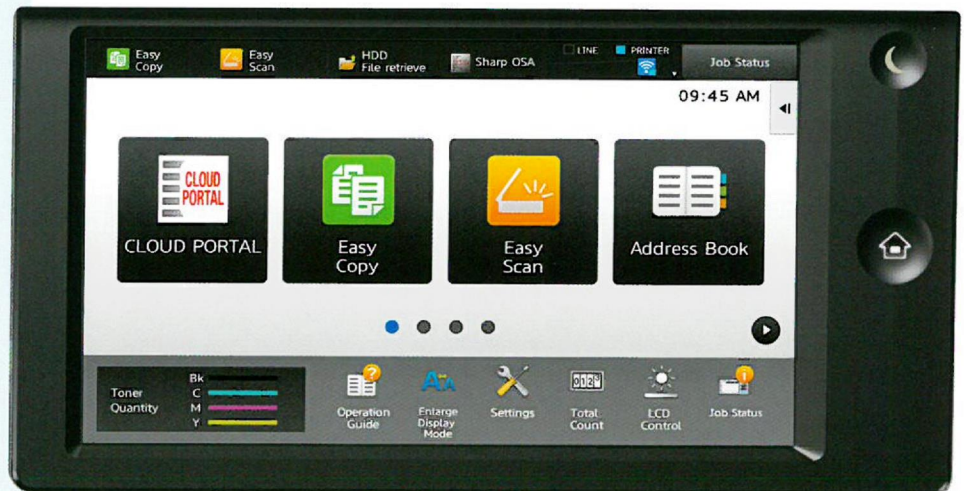 Easy
Copy
Easy
Scan
HDD
File retrieve
Sharp OSA
LINE
PRINTER
Job Status
09:45 AM
CLOUD
PORTAL
CLOUD PORTAL
Easy
Copy
Easy
Scan
Address Book
Toner
Quantity
Bk
C
M
Y
Operation
Guide
Enlarge
Display
Mode
Settings
Total
Count
LCD
Control
Job Status